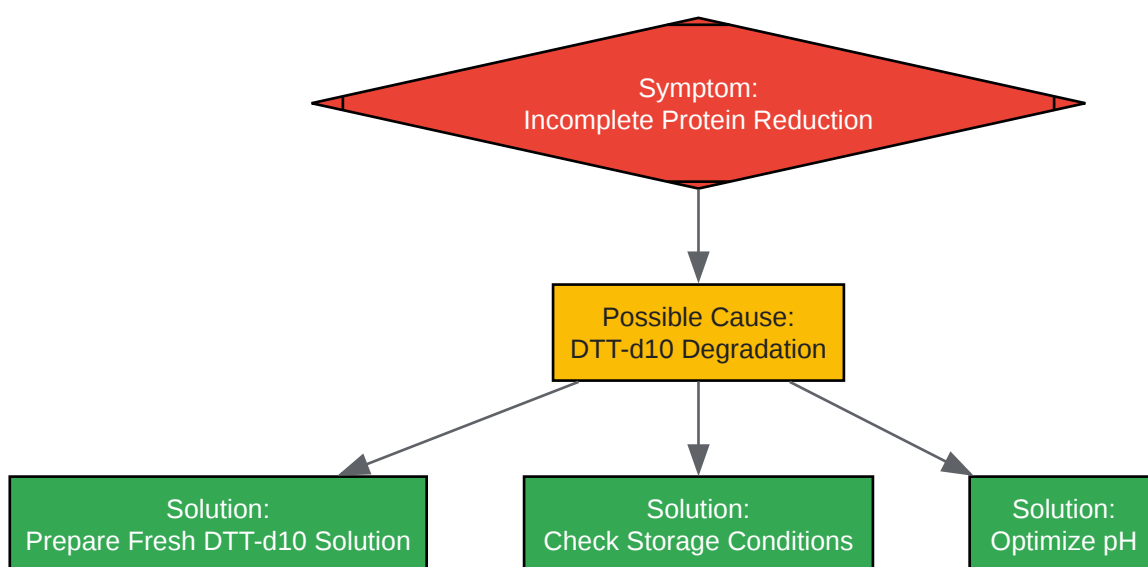 Symptom:
Incomplete Protein Reduction
Possible Cause:
DTT-d10 Degradation
Solution:
Prepare Fresh DTT-d10 Solution
Solution:
Check Storage Conditions
Solution:
Optimize pH